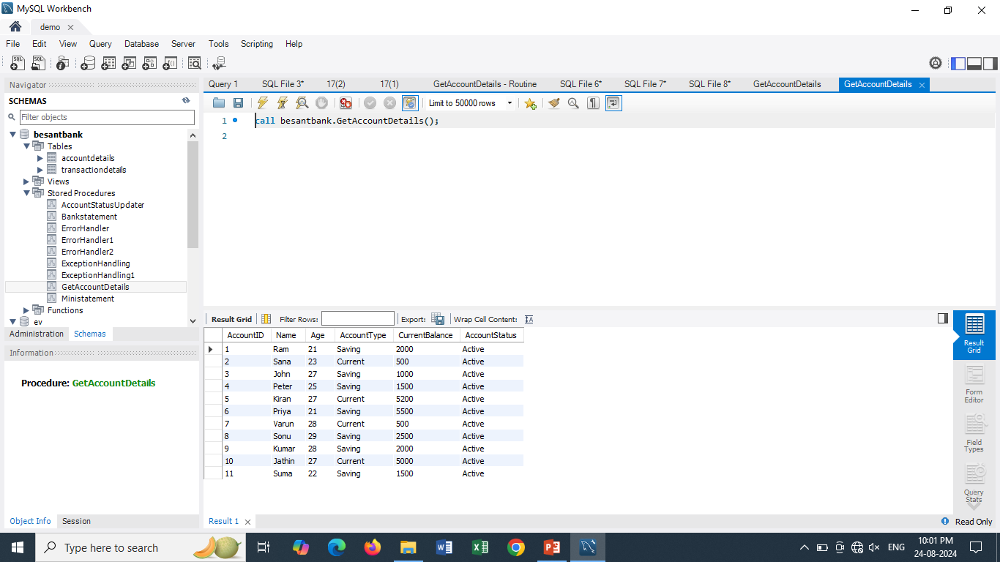 MySQL Workbench
demo
File Edit View Query Database Server Tools Scripting Help
Navigator
SCHEMAS
Filter objects
besantbank
Tables
accountdetails
transactiondetails
Views
Stored Procedures
AccountStatusUpdater
Bankstatement
ErrorHandler
ErrorHandler1
ErrorHandler2
ExceptionHandling
ExceptionHandling1
GetAccountDetails
Ministatement
Functions
ev
Administration Schemas
Information
Procedure: GetAccountDetails
Object Info Session
Query 1 SQL File 3* 17(2) 17(1) GetAccountDetails - Routine SQL File 6* SQL File 7* SQL File 8* GetAccountDetails GetAccountDetails
Limit to 50000 rows
1 call besantbank.GetAccountDetails();
2
Result Grid Filter Rows: Export: Wrap Cell Content:
AccountID Name Age AccountType CurrentBalance AccountStatus
1 Ram 21 Saving 2000 Active
2 Sana 23 Current 500 Active
3 John 27 Saving 1000 Active
4 Peter 25 Saving 1500 Active
5 Kiran 27 Current 5200 Active
6 Priya 21 Saving 5500 Active
7 Varun 28 Current 500 Active
8 Sonu 29 Saving 2500 Active
9 Kumar 28 Saving 2000 Active
10 Jathin 27 Current 5000 Active
11 Suma 22 Saving 1500 Active
Result
Grid
Form
Editor
Field
Types
Query
Stats
Result 1
Read Only
Type here to search
ENG
10:01 PM
24-08-2024